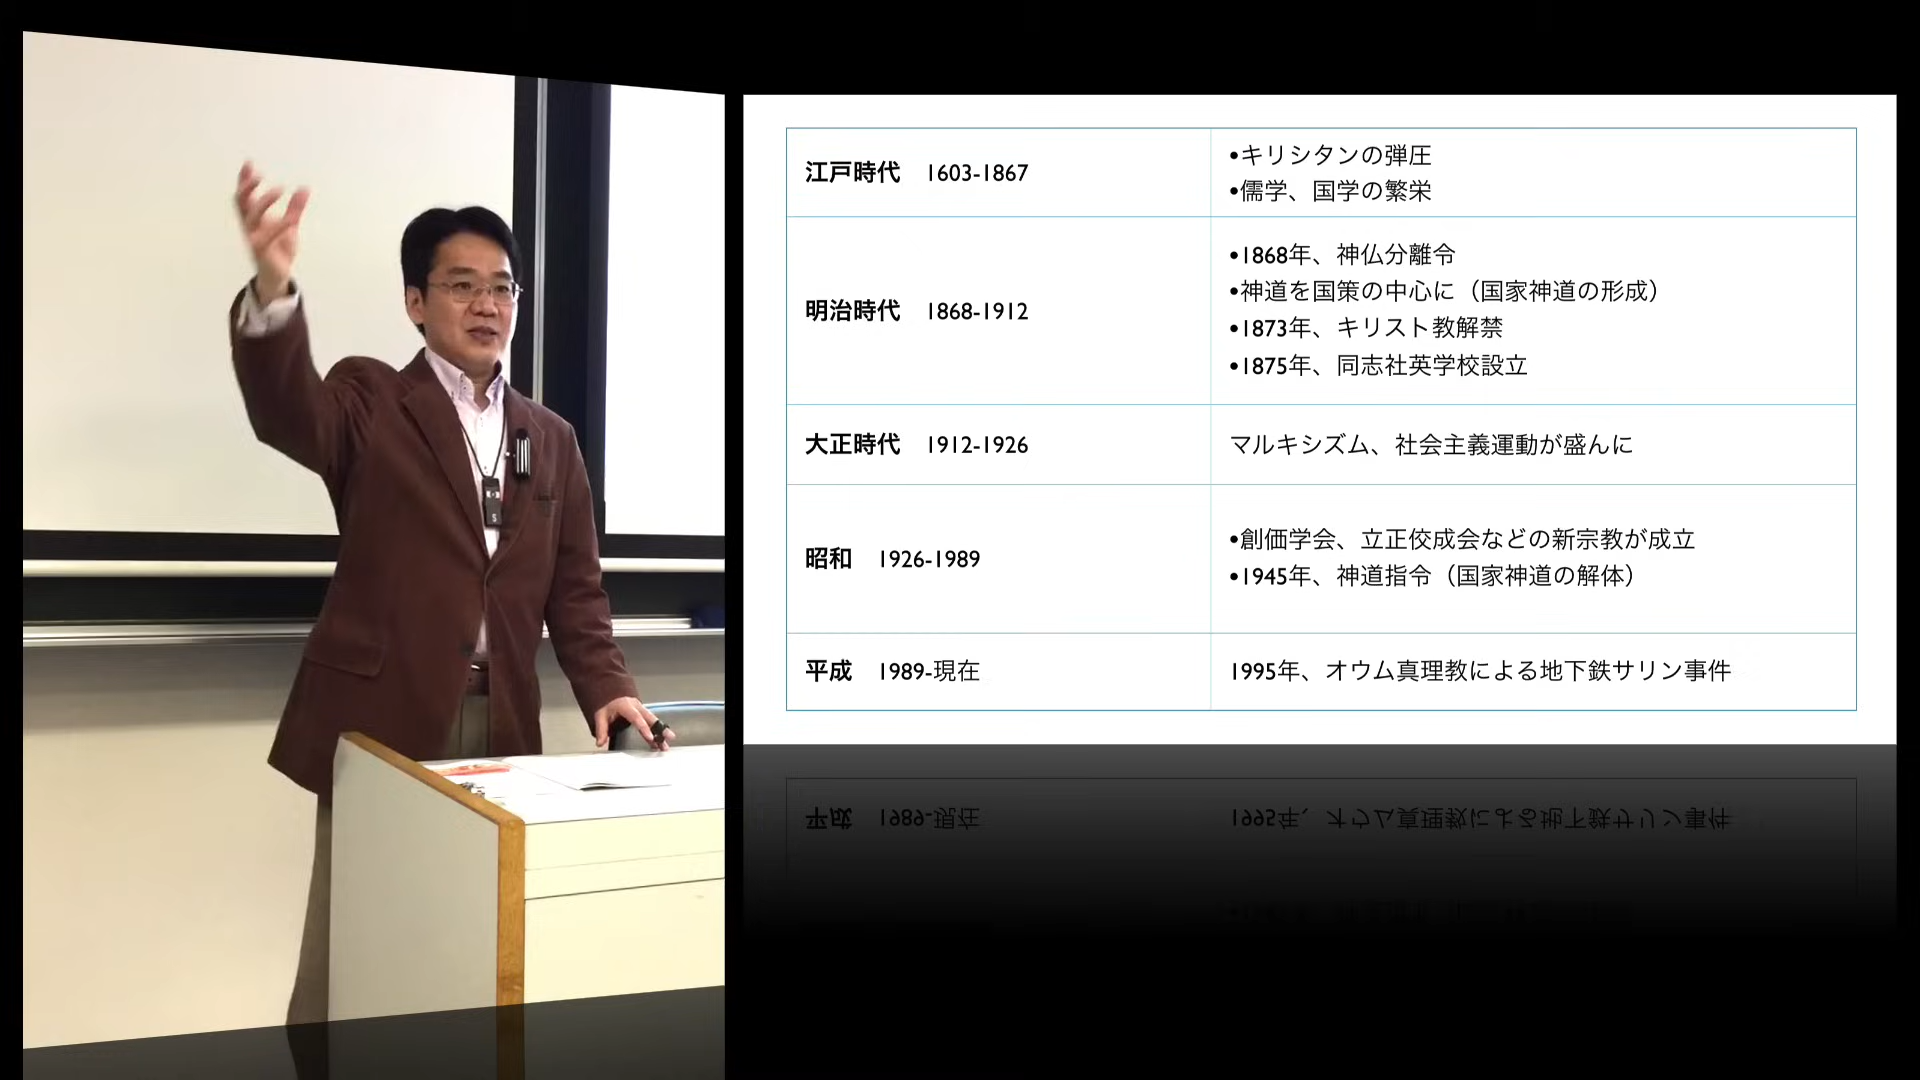 江戸時代　1603-1867
•キリシタンの弾圧
•儒学、国学の繁栄
明治時代　1868-1912
•1868年、神仏分離令
•神道を国策の中心に（国家神道の形成）
•1873年、キリスト教解禁
•1875年、同志社英学校設立
大正時代　1912-1926
マルキシズム、社会主義運動が盛んに
昭和　1926-1989
•創価学会、立正佼成会などの新宗教が成立
•1945年、神道指令（国家神道の解体）
平成　1989-現在
1995年、オウム真理教による地下鉄サリン事件